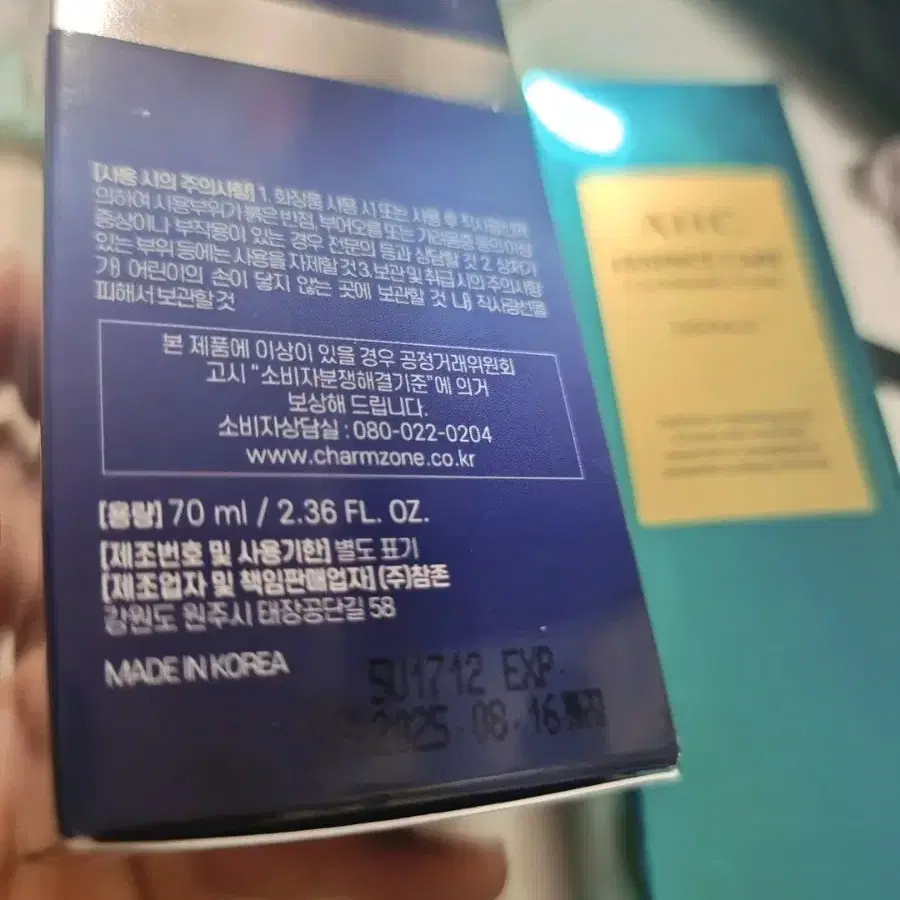 [사용 시의 주의사항] 1. 화장품 사용 시 또는 사용 후 직사광선에
의하여 사용부위가 붉은 반점, 부어오름 또는 가려움증 등의 이상
증상이나 부작용이 있는 경우 전문의 등과 상담할 것 2. 상처가
있는 부위 등에는 사용을 자제할 것 3. 보관 및 취급 시의 주의사항
가) 어린이의 손이 닿지 않는 곳에 보관할 것 나) 직사광선을
피해서 보관할 것
본 제품에 이상이 있을 경우 공정거래위원회
고시 "소비자분쟁해결기준"에 의거
보상해 드립니다.
소비자상담실 : 080-022-0204
www.charmzone.co.kr
[용량] 70 ml / 2.36 FL. OZ.
[제조번호 및 사용기한] 별도 표기
[제조업자 및 책임판매업자] (주)참존
강원도 원주시 태장공단길 58
MADE IN KOREA
SU1712 EXP
2025.08.16